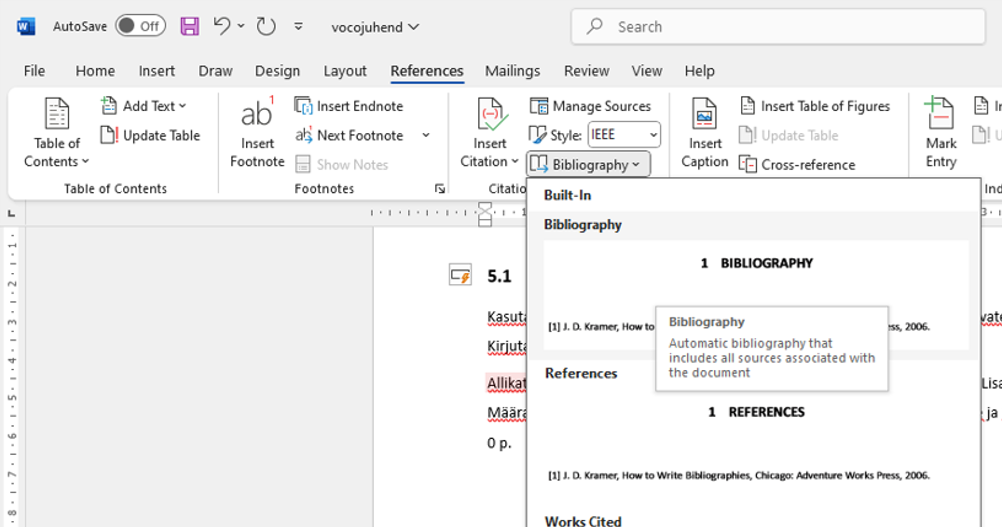 AutoSave Off vocojuhend Search
File Home Insert Draw Design Layout References Mailings Review View Help
Table of Contents
Add Text
Update Table
Table of Contents
ab1
Insert Footnote
Insert Endnote
Next Footnote
Show Notes
Footnotes
Insert Citation
Manage Sources
Style: IEEE
Bibliography
Citatio
Insert Caption
Insert Table of Figures
Update Table
Cross-reference
Mark Entry
Ind
Built-In
Bibliography
1 BIBLIOGRAPHY
[1] J. D. Kramer, How to
ss, 2006.
Bibliography
Automatic bibliography that
includes all sources associated with
the document
References
1 REFERENCES
[1] J. D. Kramer, How to Write Bibliographies, Chicago: Adventure Works Press, 2006.
Works Cited
5.1
Kasuta
vate
Kirjuta
Allikat
Lisa
Määra
ja
0 p.